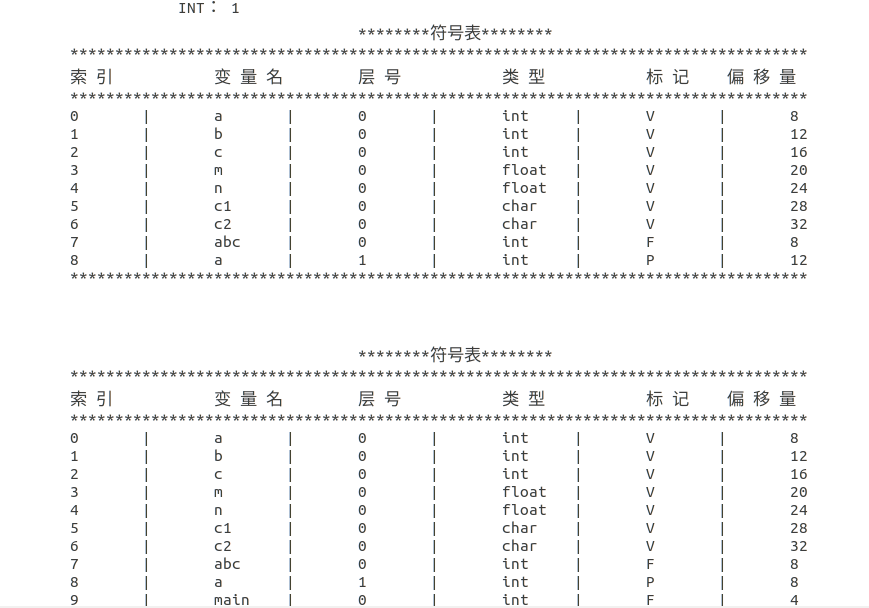 INT： 1
********符号表********
**********************************************************************************
索 引 变 量 名 层 号 类 型 标 记 偏 移 量
**********************************************************************************
0 | a | 0 | int | V | 8
1 | b | 0 | int | V | 12
2 | c | 0 | int | V | 16
3 | m | 0 | float | V | 20
4 | n | 0 | float | V | 24
5 | c1 | 0 | char | V | 28
6 | c2 | 0 | char | V | 32
7 | abc | 0 | int | F | 8
8 | a | 1 | int | P | 12
**********************************************************************************
********符号表********
**********************************************************************************
索 引 变 量 名 层 号 类 型 标 记 偏 移 量
**********************************************************************************
0 | a | 0 | int | V | 8
1 | b | 0 | int | V | 12
2 | c | 0 | int | V | 16
3 | m | 0 | float | V | 20
4 | n | 0 | float | V | 24
5 | c1 | 0 | char | V | 28
6 | c2 | 0 | char | V | 32
7 | abc | 0 | int | F | 8
8 | a | 1 | int | P | 8
9 | main | 0 | int | F | 4